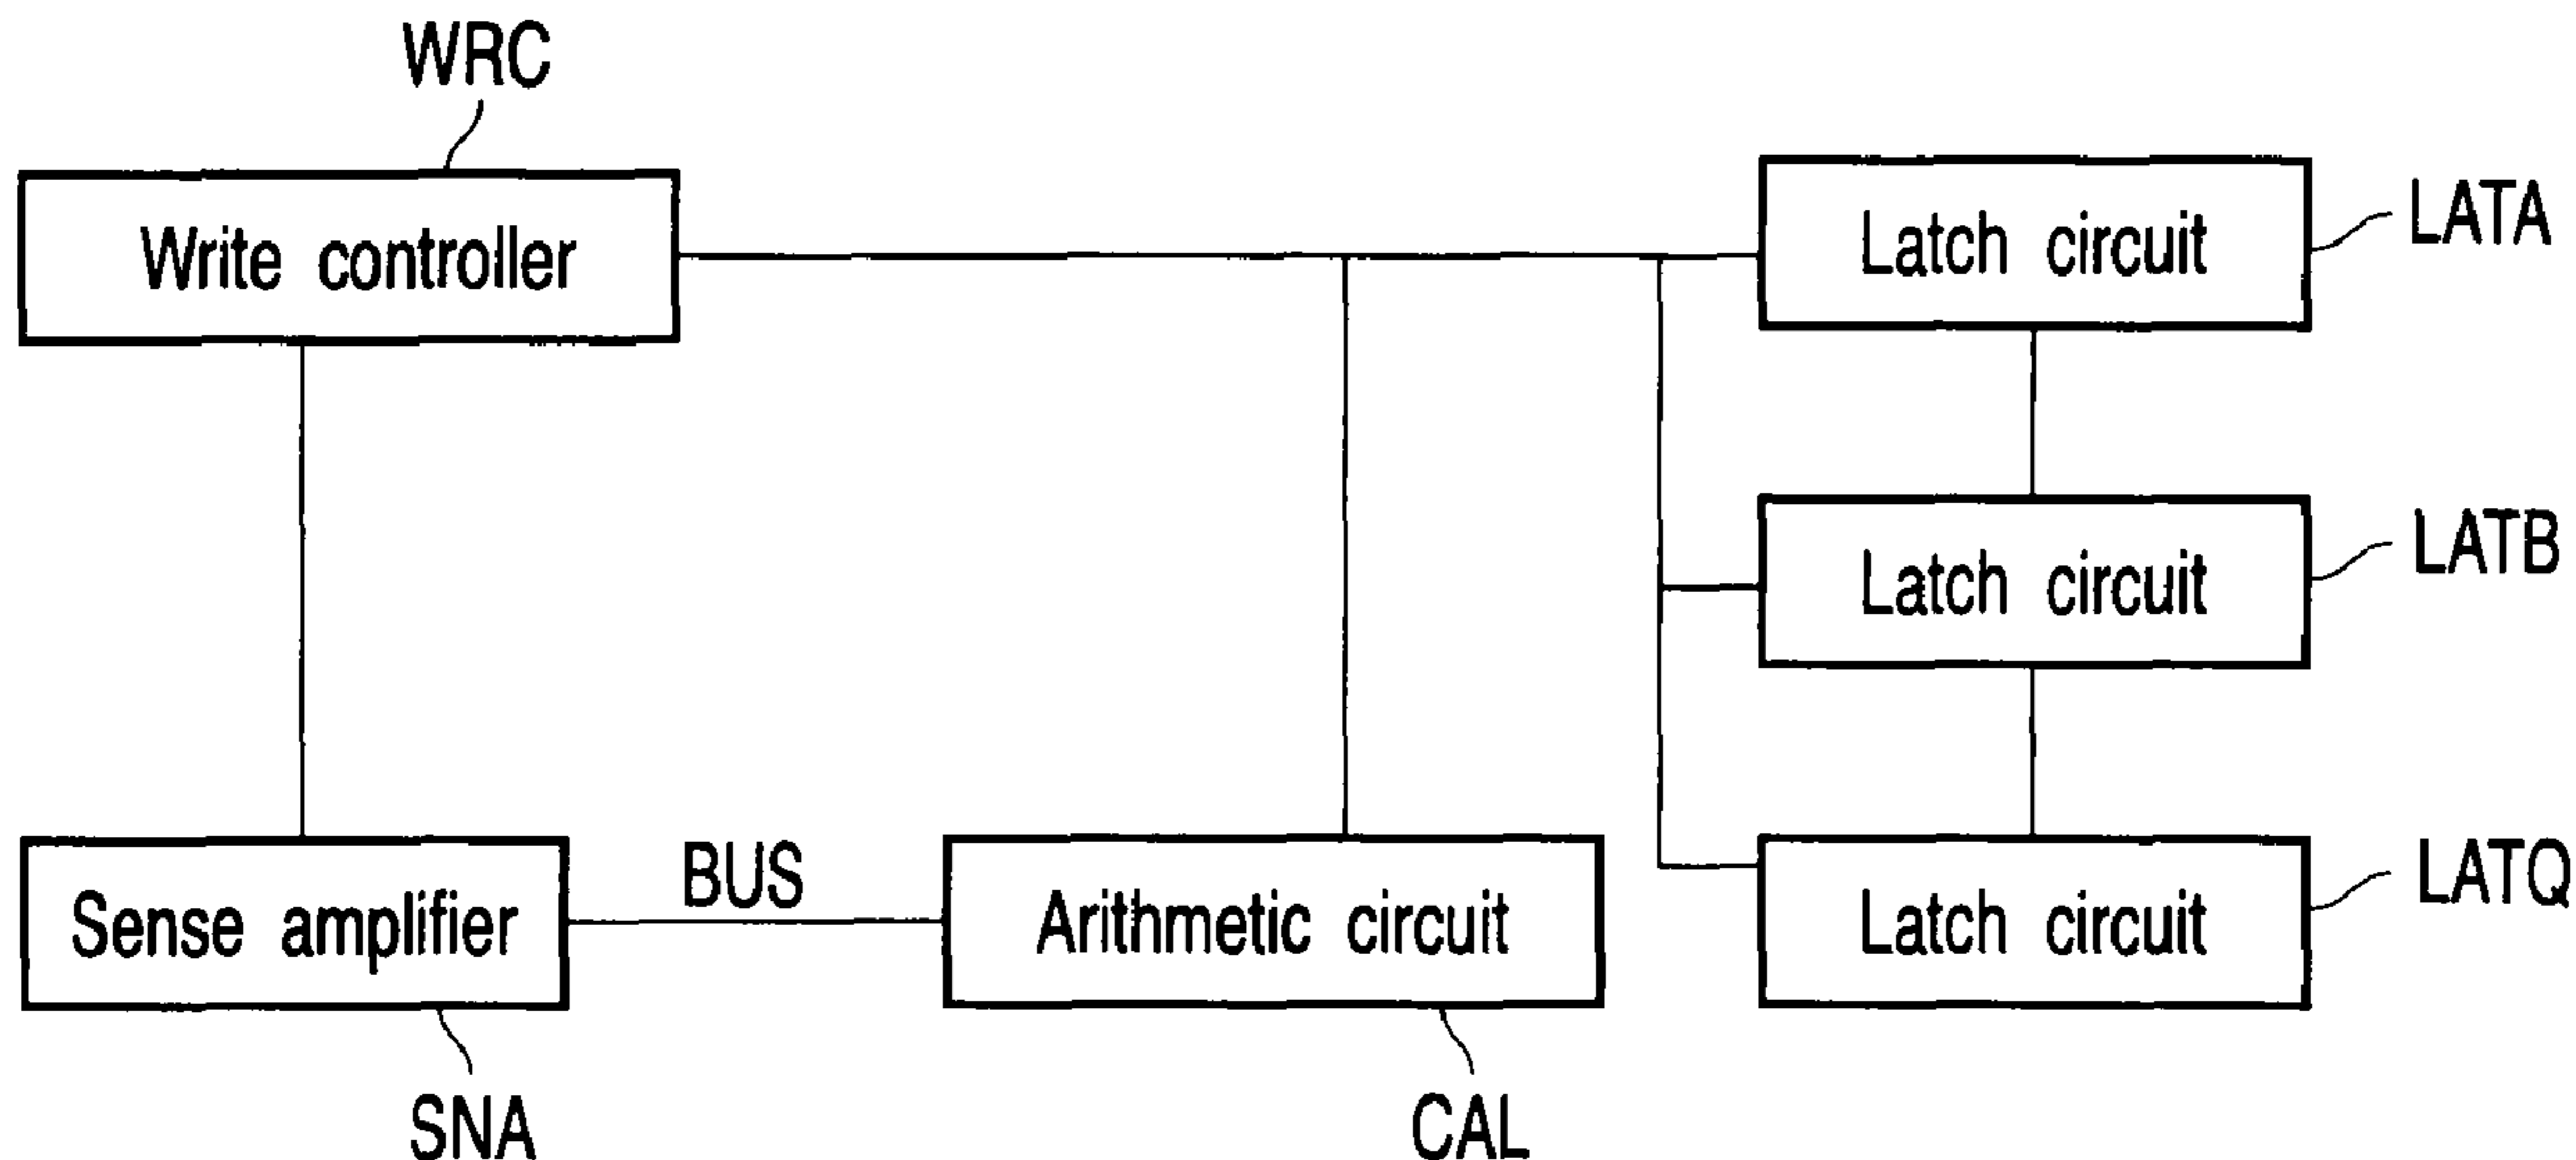 WRC
Write controller
Latch circuit
LATA
Latch circuit
LATB
Sense amplifier
BUS
Arithmetic circuit
Latch circuit
LATQ
SNA
CAL